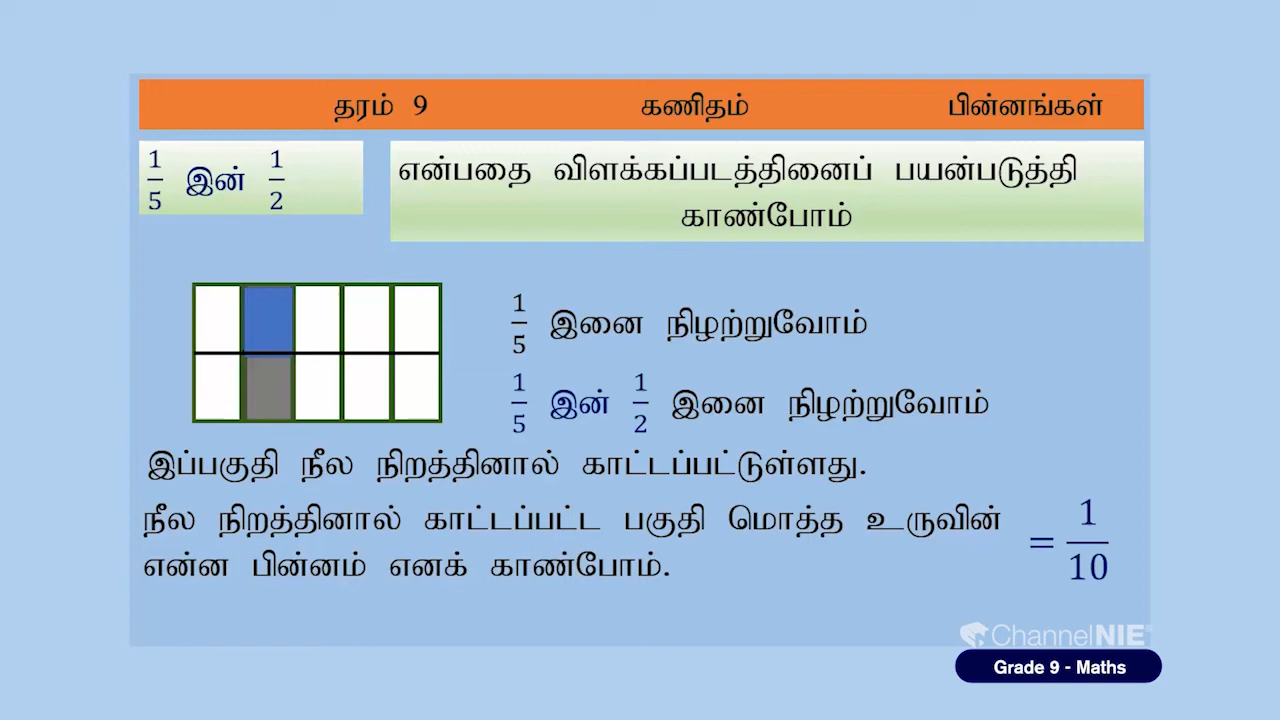 தரம் 9 கணிதம் பின்னங்கள்
1/5 இன் 1/2 என்பதை விளக்கப்படத்தினைப் பயன்படுத்தி
காண்போம்
1/5 இனை நிழற்றுவோம்
1/5 இன் 1/2 இனை நிழற்றுவோம்
இப்பகுதி நீல நிறத்தினால் காட்டப்பட்டுள்ளது.
நீல நிறத்தினால் காட்டப்பட்ட பகுதி மொத்த உருவின்
என்ன பின்னம் எனக் காண்போம்.
= 1/10
ChannelNIE
Grade 9 - Maths